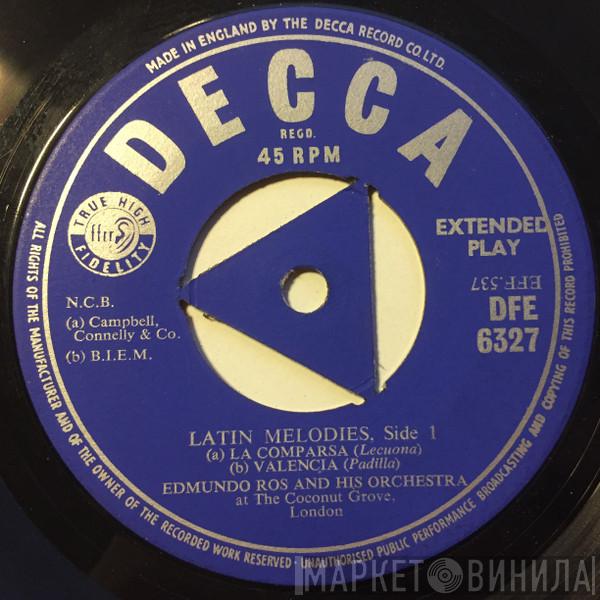 MADE IN ENGLAND BY THE DECCA RECORD CO LTD.
DECCA
REGD.
45 RPM
TRUE HIGH
ffrr
FIDELITY
EXTENDED
PLAY
EFF.537
DFE
6327
N.C.B.
(a) Campbell,
Connelly & Co.
(b) B.I.E.M.
LATIN MELODIES, Side 1
(a) LA COMPARSA (Lecuona)
(b) VALENCIA (Padilla)
EDMUNDO ROS AND HIS ORCHESTRA
at The Coconut Grove,
London
ALL RIGHTS OF THE MANUFACTURER AND OF THE OWNER OF THE RECORDED WORK RESERVED · UNAUTHORISED PUBLIC PERFORMANCE BROADCASTING AND COPYING OF THIS RECORD PROHIBITED
МАРКЕТ ВИНИЛА